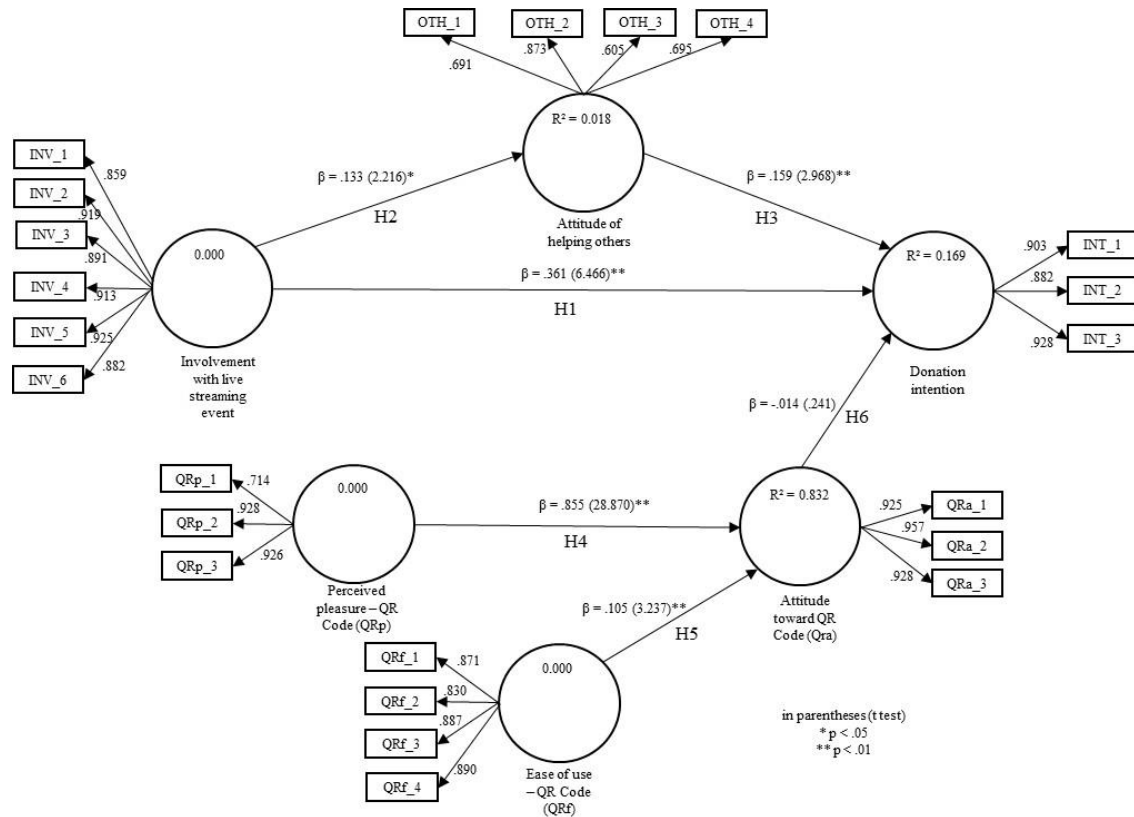 OTH_1
OTH_2
OTH_3
OTH_4
.691
.873
.605
.695
R² = 0.018
Attitude of
helping others
INV_1
INV_2
INV_3
INV_4
INV_5
INV_6
.859
.919
.891
.913
.925
.882
0.000
Involvement
with live
streaming
event
β = .133 (2.216)*
H2
β = .159 (2.968)**
H3
β = .361 (6.466)**
H1
R² = 0.169
Donation
intention
.903
.882
.928
INT_1
INT_2
INT_3
β = -.014 (.241)
H6
QRp_1
QRp_2
QRp_3
.714
.928
.926
0.000
Perceived
pleasure – QR
Code (QRp)
β = .855 (28.870)**
H4
R² = 0.832
Attitude
toward QR
Code (Qra)
.925
.957
.928
QRa_1
QRa_2
QRa_3
β = .105 (3.237)**
H5
QRf_1
QRf_2
QRf_3
QRf_4
.871
.830
.887
.890
0.000
Ease of use
– QR Code
(QRf)
in parentheses (t test)
* p < .05
** p < .01